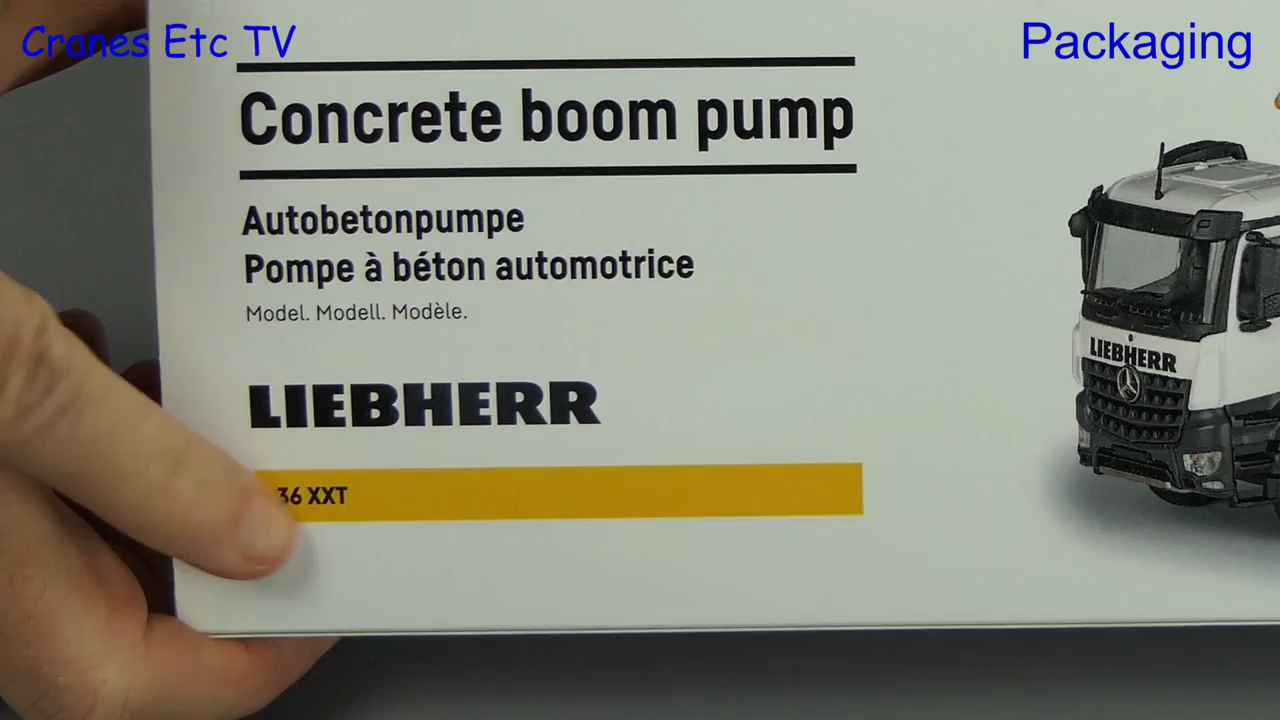 Cranes Etc TV
Packaging
Concrete boom pump
Autobetonpumpe
Pompe à béton automotrice
Model. Modell. Modèle.
LIEBHERR
36 XXT
LIEBHERR